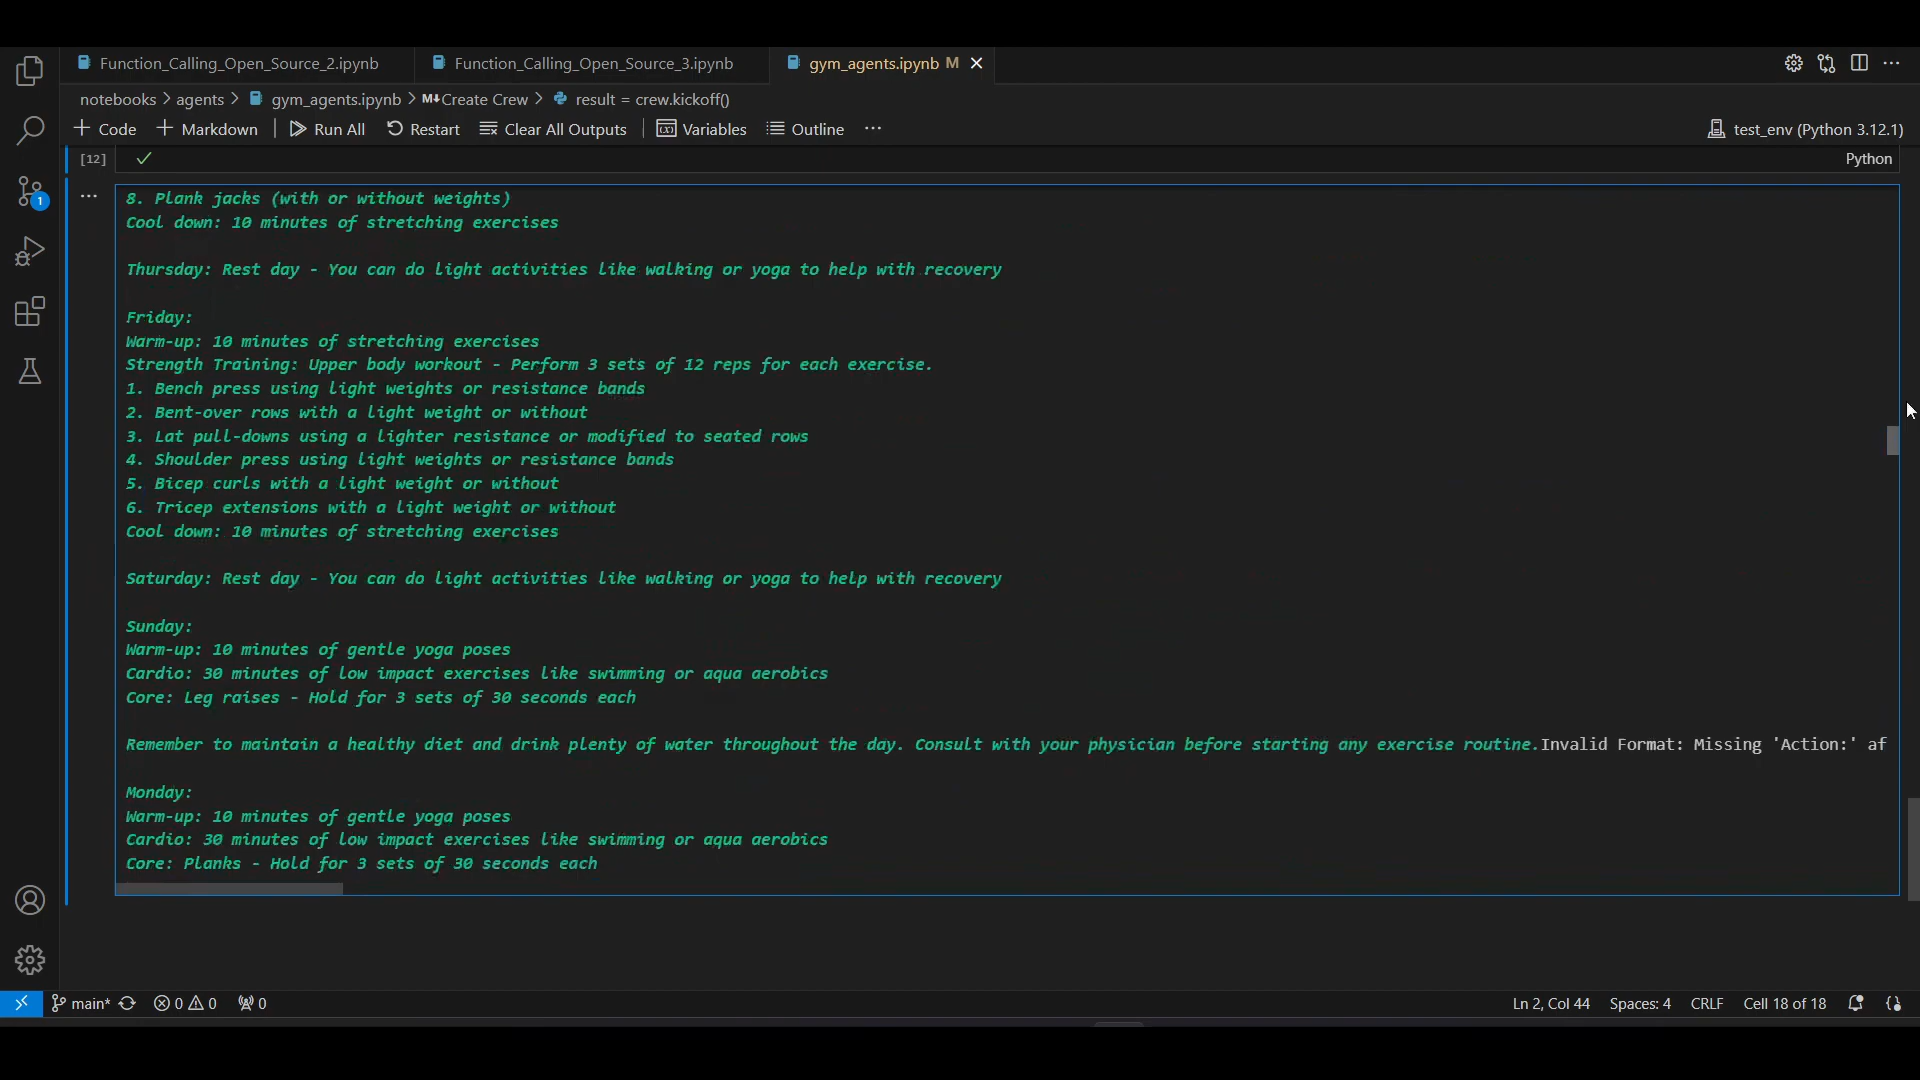 Function_Calling_Open_Source_2.ipynb
Function_Calling_Open_Source_3.ipynb
gym_agents.ipynb M
notebooks > agents > gym_agents.ipynb > M Create Crew > result = crew.kickoff()
+ Code + Markdown Run All Restart Clear All Outputs Variables Outline ...
test_env (Python 3.12.1)
[12]
Python
1
...
8. Plank jacks (with or without weights)
Cool down: 10 minutes of stretching exercises
Thursday: Rest day - You can do light activities like walking or yoga to help with recovery
Friday:
Warm-up: 10 minutes of stretching exercises
Strength Training: Upper body workout - Perform 3 sets of 12 reps for each exercise.
1. Bench press using light weights or resistance bands
2. Bent-over rows with a light weight or without
3. Lat pull-downs using a lighter resistance or modified to seated rows
4. Shoulder press using light weights or resistance bands
5. Bicep curls with a light weight or without
6. Tricep extensions with a light weight or without
Cool down: 10 minutes of stretching exercises
Saturday: Rest day - You can do light activities like walking or yoga to help with recovery
Sunday:
Warm-up: 10 minutes of gentle yoga poses
Cardio: 30 minutes of low impact exercises like swimming or aqua aerobics
Core: Leg raises - Hold for 3 sets of 30 seconds each
Remember to maintain a healthy diet and drink plenty of water throughout the day. Consult with your physician before starting any exercise routine.Invalid Format: Missing 'Action:' af
Monday:
Warm-up: 10 minutes of gentle yoga poses
Cardio: 30 minutes of low impact exercises like swimming or aqua aerobics
Core: Planks - Hold for 3 sets of 30 seconds each
main* 0 0 0
Ln 2, Col 44 Spaces: 4 CRLF Cell 18 of 18